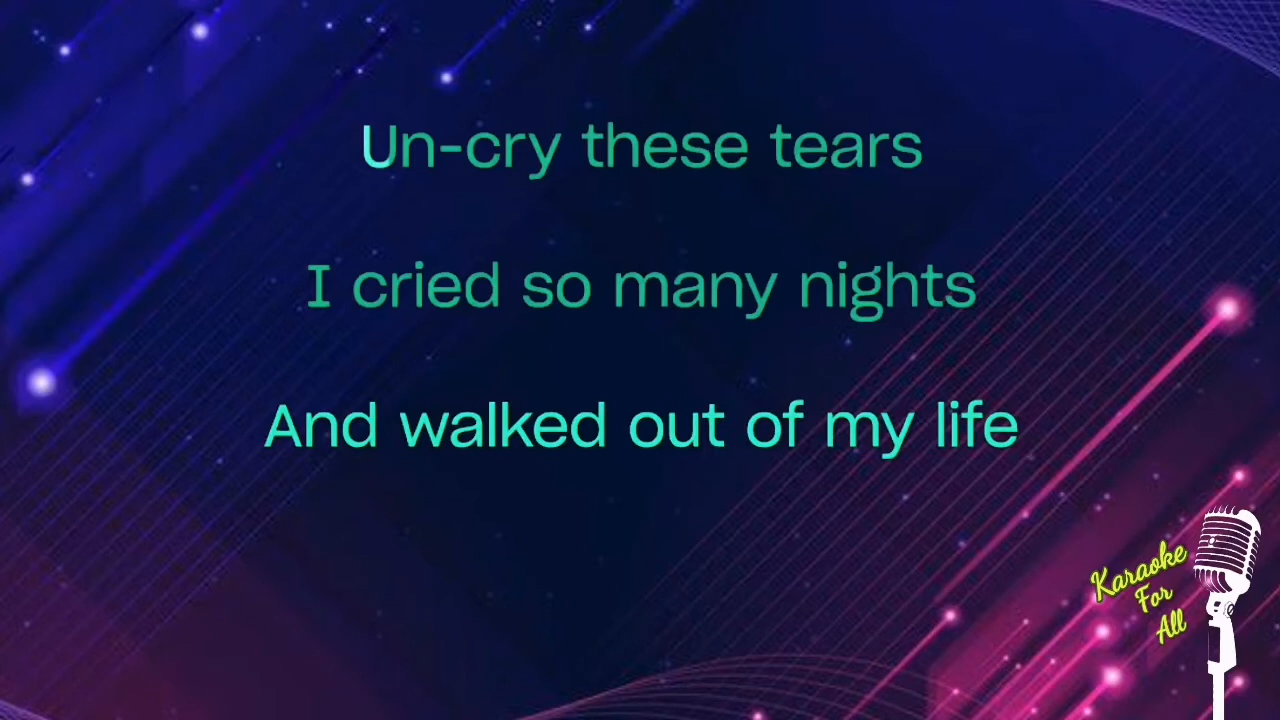 Un-cry these tears
I cried so many nights
And walked out of my life
Karaoke
For
All